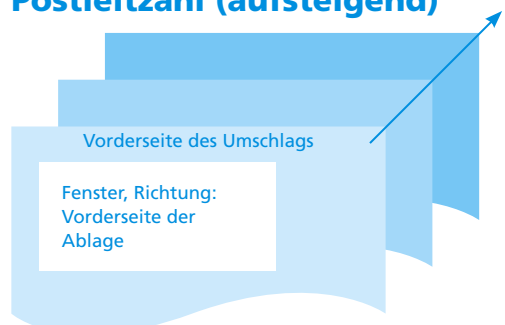 Postleitzahl (aufsteigend)
Vorderseite des Umschlags
Fenster, Richtung:
Vorderseite der
Ablage